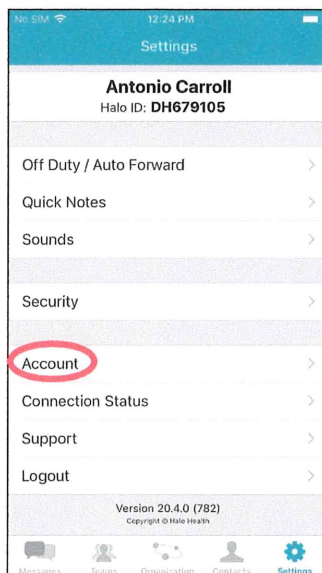 No SIM 12:24 PM
Settings
Antonio Carroll
Halo ID: DH679105
Off Duty / Auto Forward
Quick Notes
Sounds
Security
Account
Connection Status
Support
Logout
Version 20.4.0 (782)
Copyright © Halo Health
Messages Teams Organization Contacts Settings